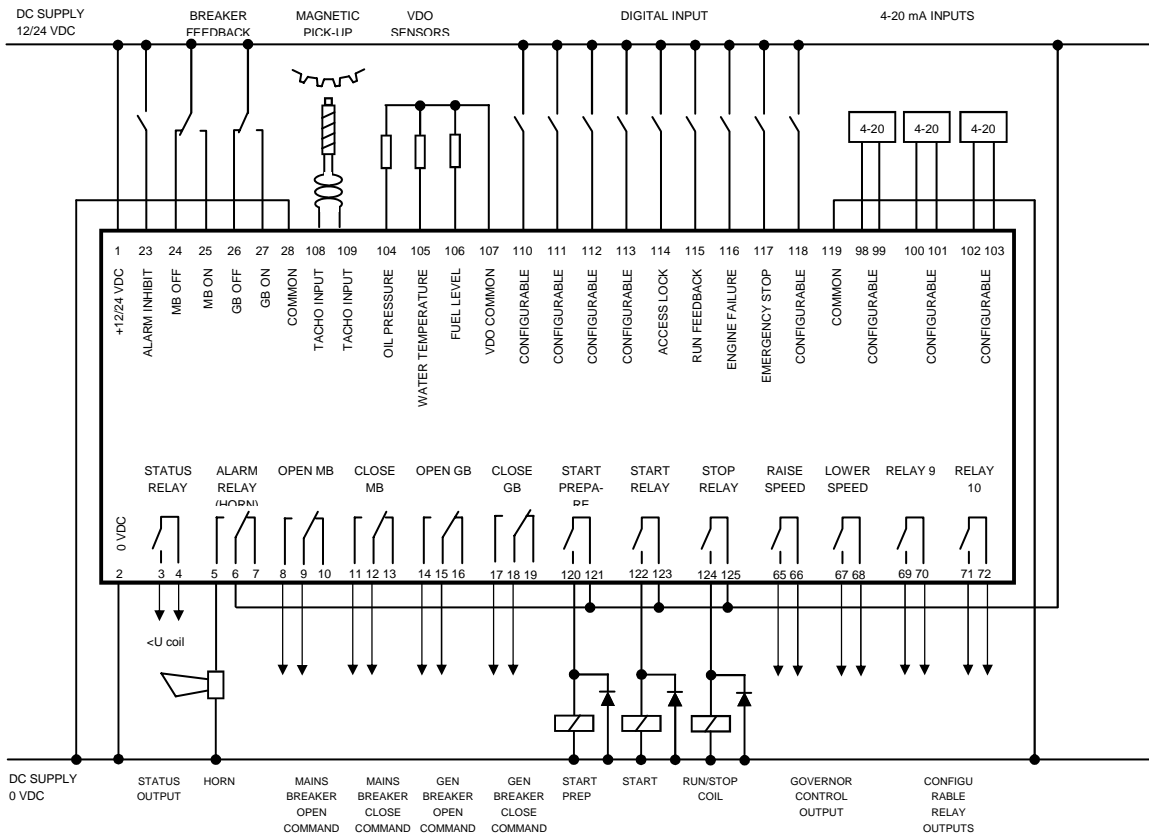 DC SUPPLY
12/24 VDC
BREAKER
FEEDBACK
MAGNETIC
PICK-UP
VDO
SENSORS
DIGITAL INPUT
4-20 mA INPUTS
4-20 4-20 4-20
1 23 24 25 26 27 28 108 109 104 105 106 107 110 111 112 113 114 115 116 117 118 119 98 99 100 101 102 103
+12/24 VDC
ALARM INHIBIT
MB OFF
MB ON
GB OFF
GB ON
COMMON
TACHO INPUT
TACHO INPUT
OIL PRESSURE
WATER TEMPERATURE
FUEL LEVEL
VDO COMMON
CONFIGURABLE
CONFIGURABLE
CONFIGURABLE
CONFIGURABLE
ACCESS LOCK
RUN FEEDBACK
ENGINE FAILURE
EMERGENCY STOP
CONFIGURABLE
COMMON
CONFIGURABLE
CONFIGURABLE
CONFIGURABLE
0 VDC
STATUS
RELAY
ALARM
RELAY
(HORN)
OPEN MB
CLOSE
MB
OPEN GB
CLOSE
GB
START
PREPA-
RE
START
RELAY
STOP
RELAY
RAISE
SPEED
LOWER
SPEED
RELAY 9
RELAY
10
2 3 4 5 6 7 8 9 10 11 12 13 14 15 16 17 18 19 120 121 122 123 124 125 65 66 67 68 69 70 71 72
<U coil
DC SUPPLY
0 VDC
STATUS
OUTPUT
HORN
MAINS
BREAKER
OPEN
COMMAND
MAINS
BREAKER
CLOSE
COMMAND
GEN
BREAKER
OPEN
COMMAND
GEN
BREAKER
CLOSE
COMMAND
START
PREP
START
RUN/STOP
COIL
GOVERNOR
CONTROL
OUTPUT
CONFIGU
RABLE
RELAY
OUTPUTS